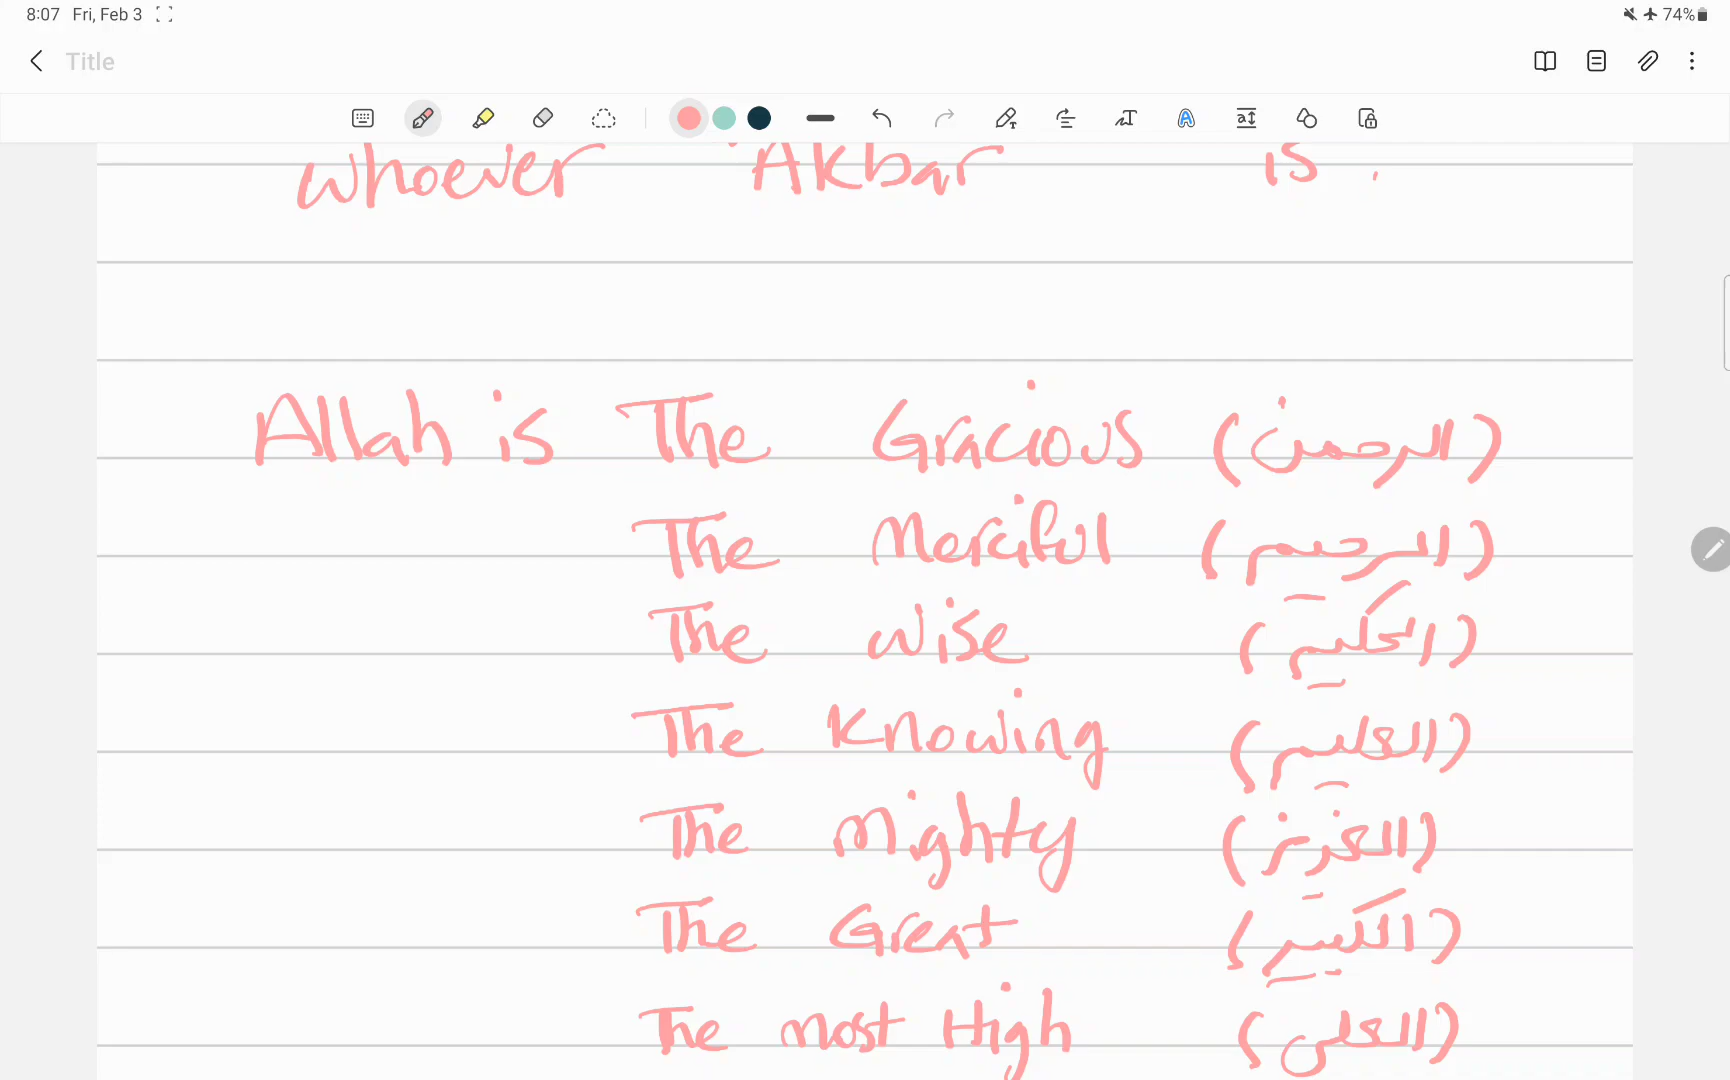 8:07 Fri, Feb 3 74%
Title
whoever "Akbar is.
Allah is The Gracious (الرحمن)
The Merciful (الرحيم)
The wise (الحكيم)
The Knowing (العليم)
The Mighty (العزيز)
The Great (الكبير)
The most High (العلي)